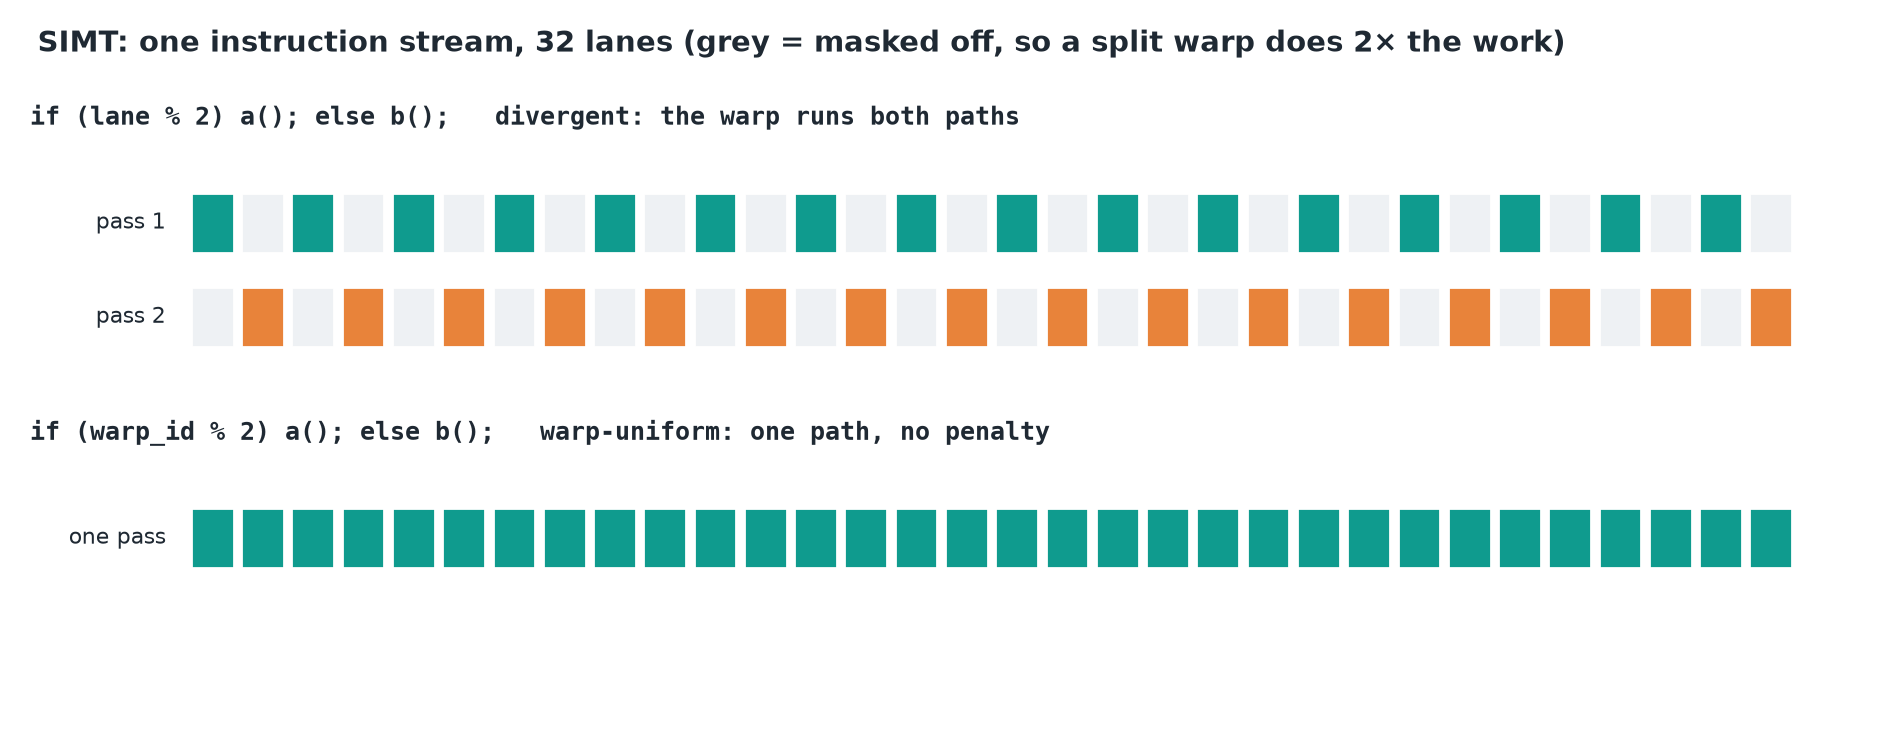 SIMT: one instruction stream, 32 lanes (grey = masked off, so a split warp does 2× the work)
if (lane % 2) a(); else b();   divergent: the warp runs both paths
pass 1
pass 2
if (warp_id % 2) a(); else b();   warp-uniform: one path, no penalty
one pass